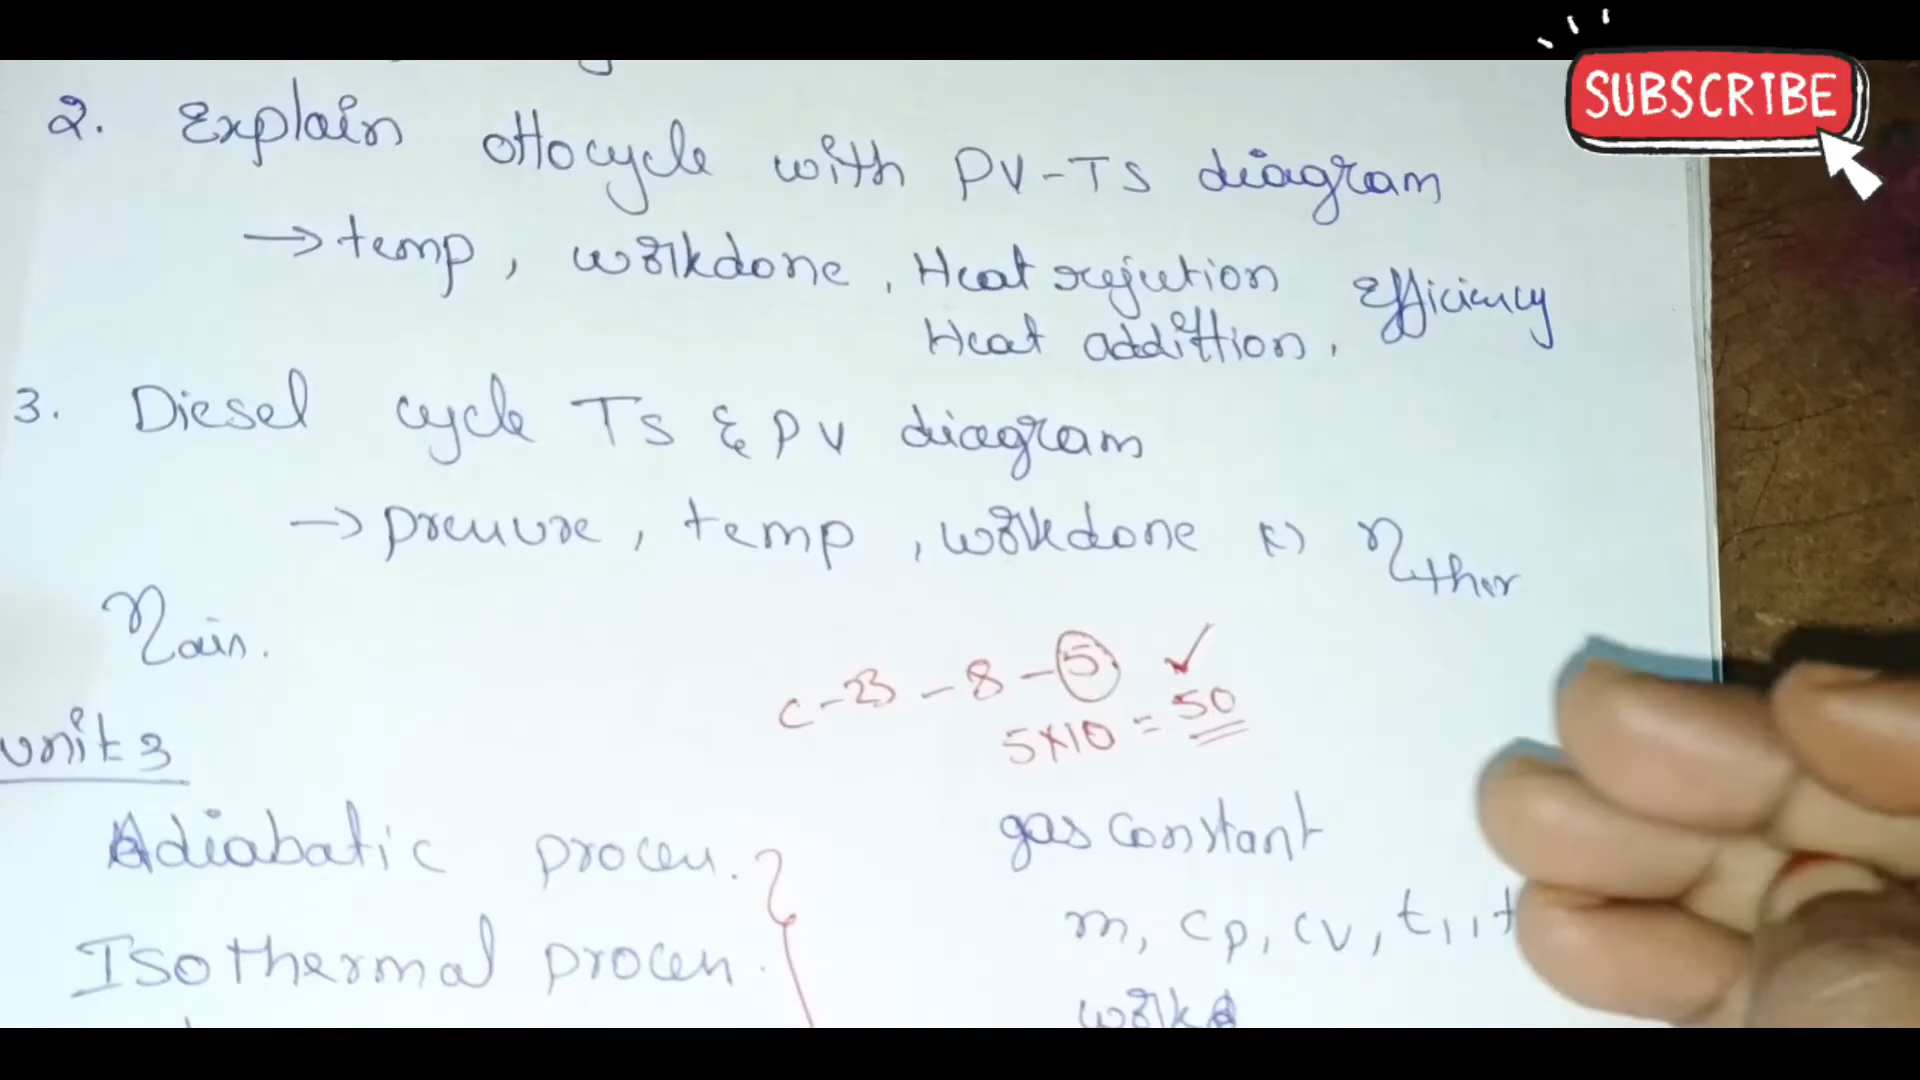 SUBSCRIBE
2. Explain ottocycle with PV-TS diagram
→ temp, workdone, Heat rejection
Heat addittion, Efficiency
3. Diesel cycle TS & PV diagram
→ pressure, temp, workdone (r) ηther
ηair.
C-23 - 8 - 5 ✓
5×10 = 50
unit 3
Adiabatic process.
gas constant
m, cp, cv, t1, t
Isothermal process.